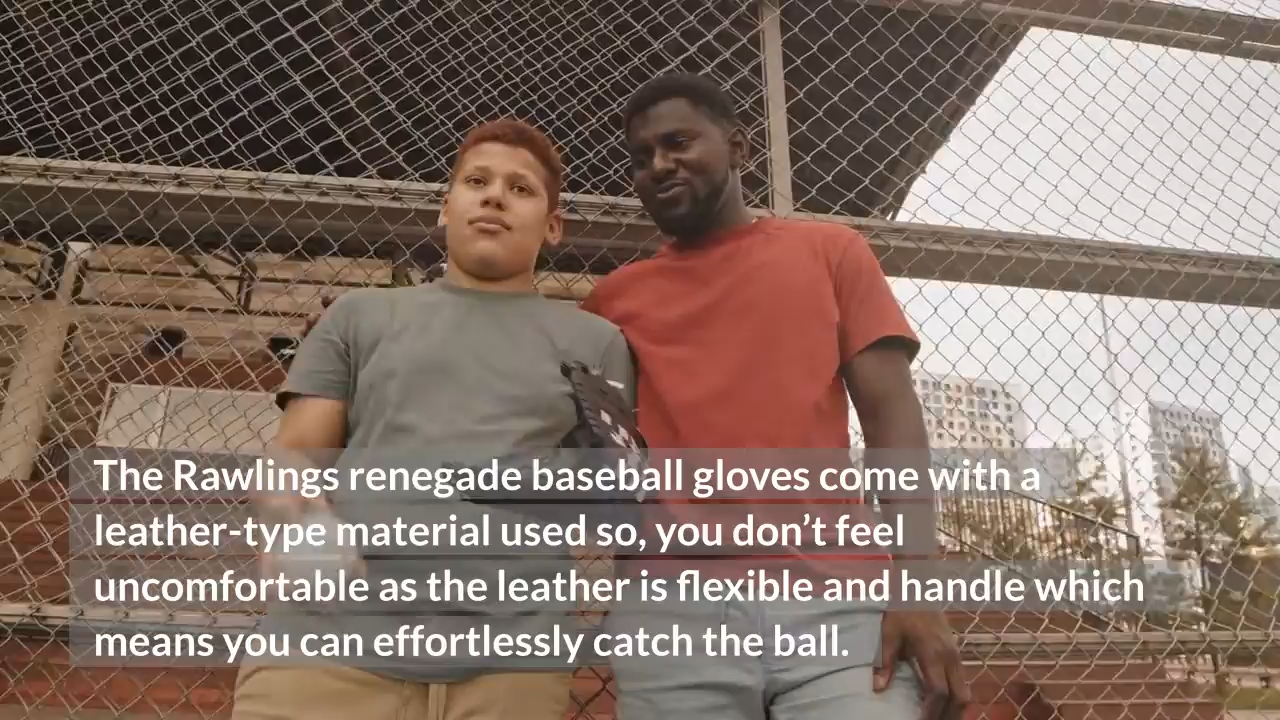 The Rawlings renegade baseball gloves come with a
leather-type material used so, you don’t feel
uncomfortable as the leather is flexible and handle which
means you can effortlessly catch the ball.